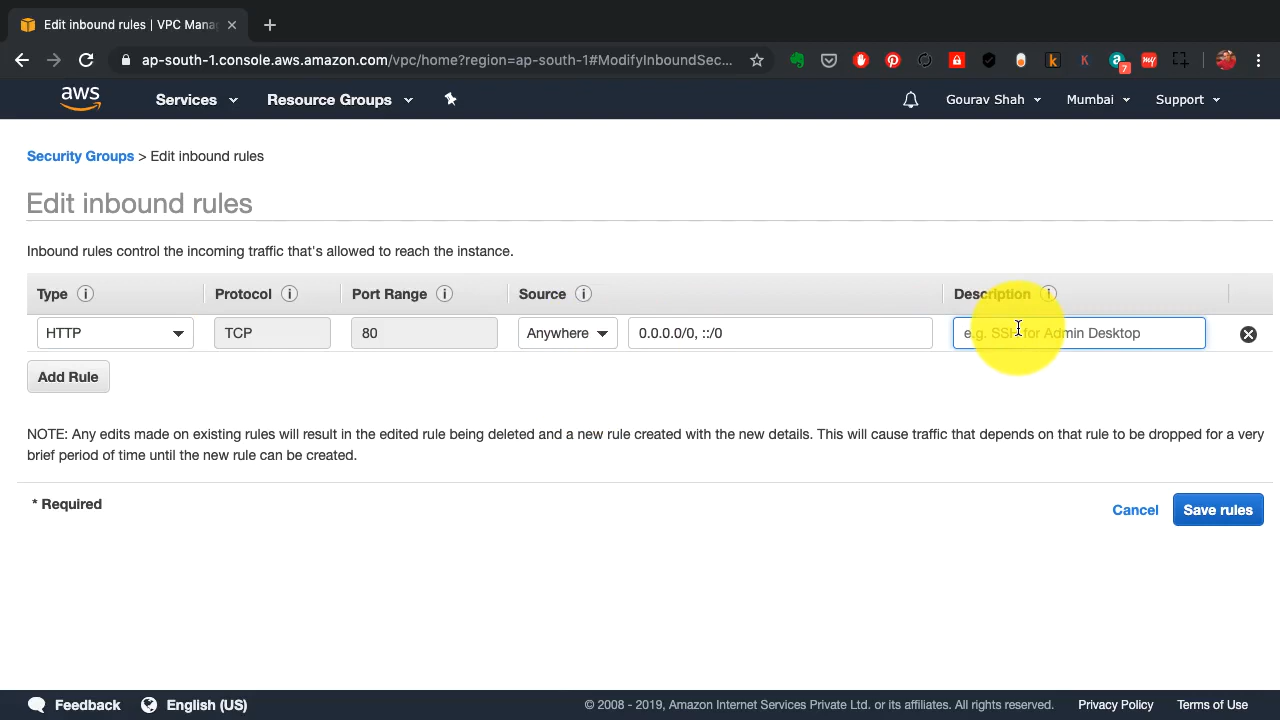 Edit inbound rules | VPC Mana
ap-south-1.console.aws.amazon.com/vpc/home?region=ap-south-1#ModifyInboundSec...
7
my
k
K
a
aws
Services
Resource Groups
Gourav Shah
Mumbai
Support
Security Groups > Edit inbound rules
Edit inbound rules
Inbound rules control the incoming traffic that's allowed to reach the instance.
Type
Protocol
Port Range
Source
Description
HTTP
TCP
80
Anywhere
0.0.0.0/0, ::/0
e.g. SSH for Admin Desktop
Add Rule
NOTE: Any edits made on existing rules will result in the edited rule being deleted and a new rule created with the new details. This will cause traffic that depends on that rule to be dropped for a very
brief period of time until the new rule can be created.
* Required
Cancel
Save rules
Feedback
English (US)
© 2008 - 2019, Amazon Internet Services Private Ltd. or its affiliates. All rights reserved.
Privacy Policy
Terms of Use